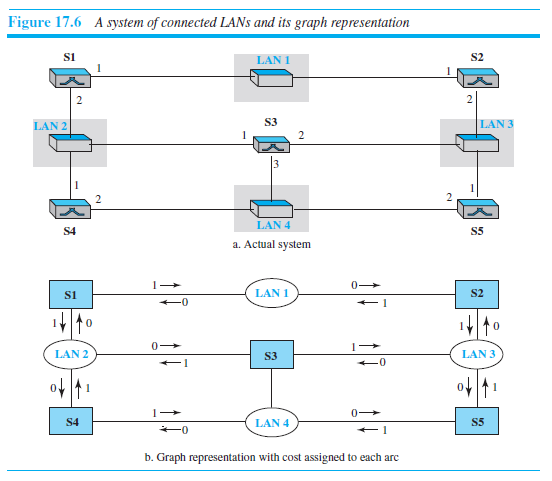 Figure 17.6 A system of connected LANs and its graph representation
S1 LAN 1 S2
1 1
2 2
LAN 2 S3 LAN 3
1 2
3
1 1
2 2
S4 LAN 4 S5
a. Actual system
1 0
S1 LAN 1 S2
0 1
1 0 1 0
0 1
LAN 2 S3 LAN 3
1 0
0 1 0 1
1 0
S4 LAN 4 S5
0 1
b. Graph representation with cost assigned to each arc